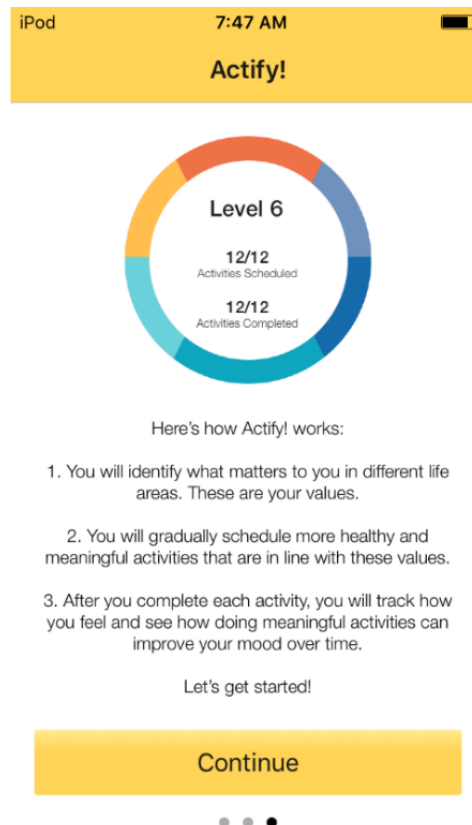 iPod
7:47 AM
Actify!
Level 6
12/12
Activities Scheduled
12/12
Activities Completed
Here's how Actify! works:
1. You will identify what matters to you in different life
areas. These are your values.
2. You will gradually schedule more healthy and
meaningful activities that are in line with these values.
3. After you complete each activity, you will track how
you feel and see how doing meaningful activities can
improve your mood over time.
Let's get started!
Continue